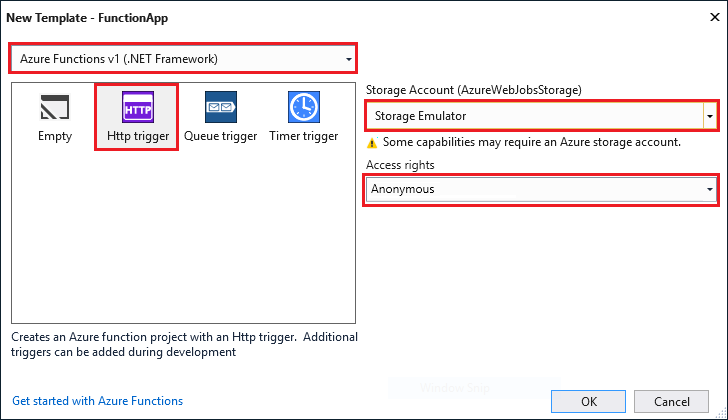 New Template - FunctionApp
Azure Functions v1 (.NET Framework)
Empty
HTTP
Http trigger
Queue trigger
Timer trigger
Storage Account (AzureWebJobsStorage)
Storage Emulator
Some capabilities may require an Azure storage account.
Access rights
Anonymous
Creates an Azure function project with an Http trigger.  Additional
triggers can be added during development
Get started with Azure Functions
Window Snip
OK
Cancel